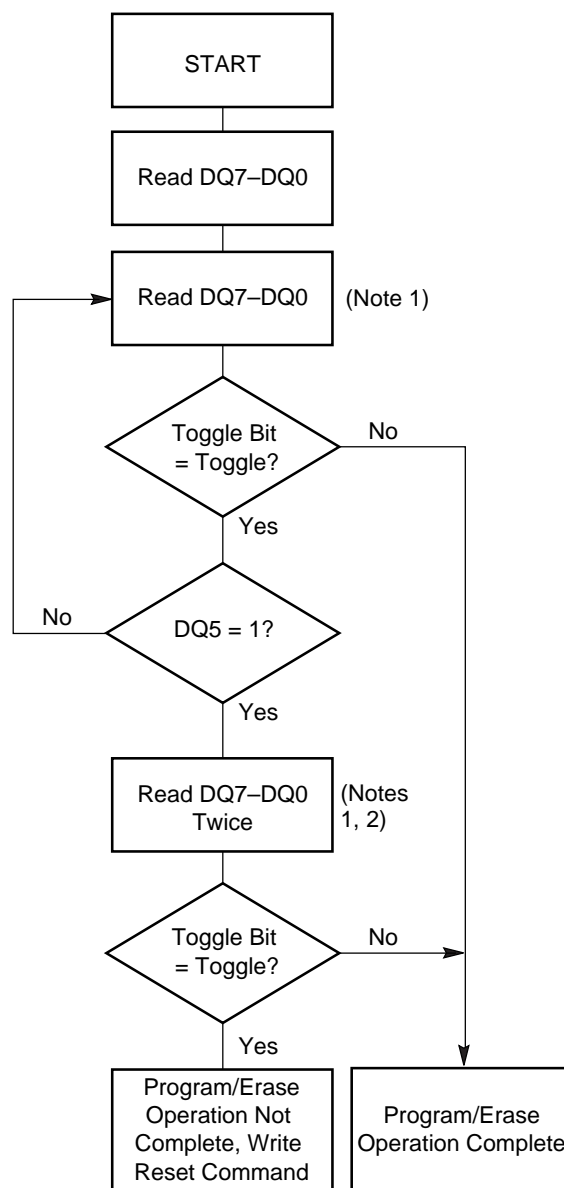 START
Read DQ7–DQ0
Read DQ7–DQ0
(Note 1)
Toggle Bit
= Toggle?
No
Yes
No
DQ5 = 1?
Yes
Read DQ7–DQ0
Twice
(Notes
1, 2)
Toggle Bit
= Toggle?
No
Yes
Program/Erase
Operation Not
Complete, Write
Reset Command
Program/Erase
Operation Complete